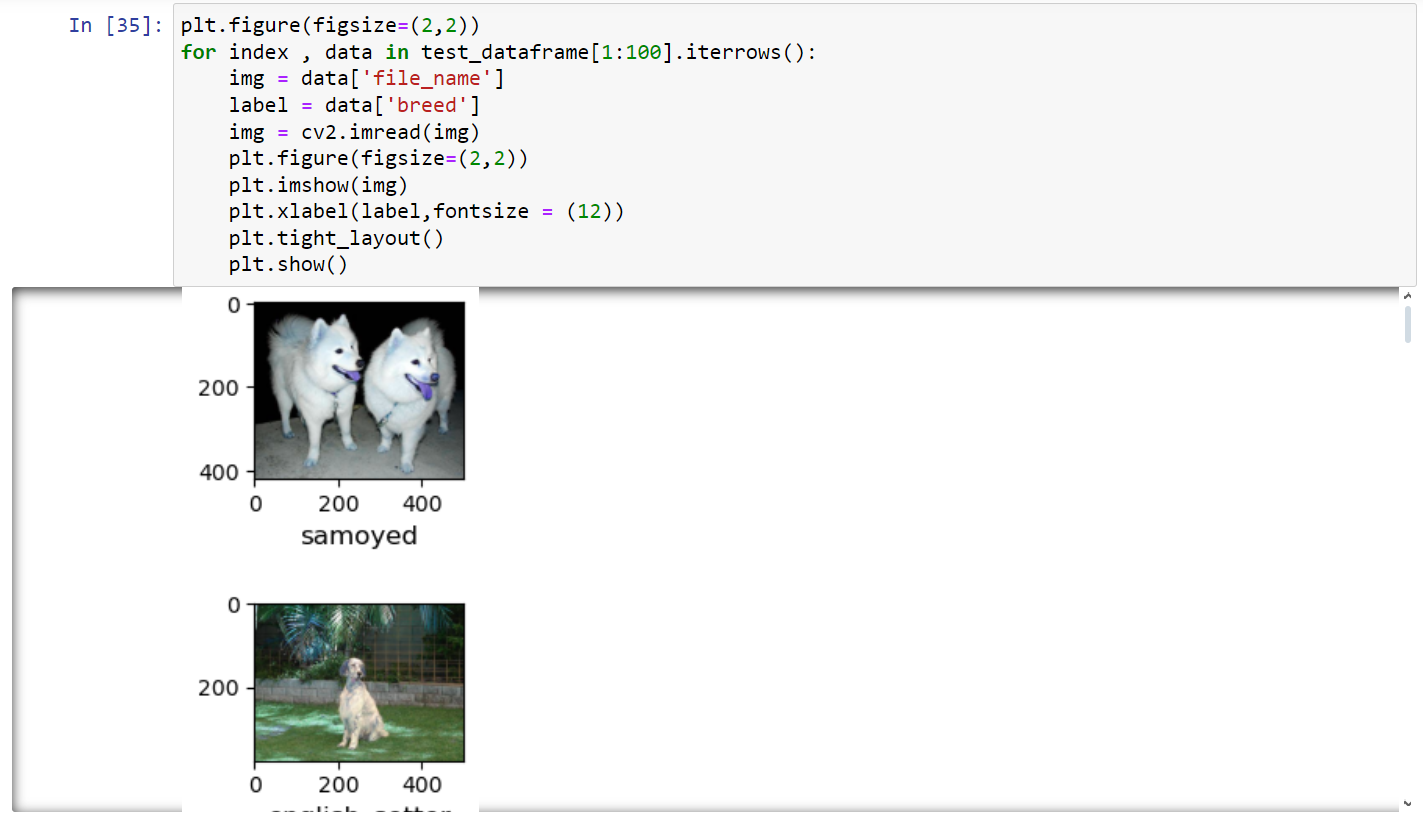 In [35]: plt.figure(figsize=(2,2))
for index , data in test_dataframe[1:100].iterrows():
    img = data['file_name']
    label = data['breed']
    img = cv2.imread(img)
    plt.figure(figsize=(2,2))
    plt.imshow(img)
    plt.xlabel(label,fontsize = (12))
    plt.tight_layout()
    plt.show()
0
200
400
0 200 400
samoyed
0
200
0 200 400